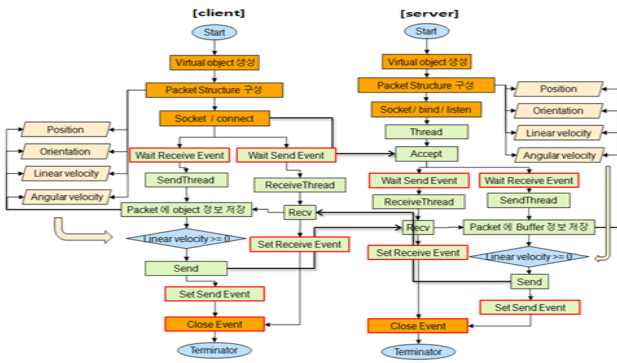 [client]
Start
Virtual object 생성
Packet Structure 구성
Socket / connect
Position
Orientation
Linear velocity
Angular velocity
Wait Receive Event
Wait Send Event
SendThread
ReceiveThread
Packet 에 object 정보 저장
Recv
Linear velocity >= 0
Set Receive Event
Send
Set Send Event
Close Event
Terminator
[server]
Start
Virtual object 생성
Packet Structure 구성
Socket / bind / listen
Thread
Accept
Position
Orientation
Linear velocity
Angular velocity
Wait Send Event
Wait Receive Event
ReceiveThread
SendThread
Recv
Packet 에 Buffer 정보 저장
Set Receive Event
Linear velocity >= 0
Send
Set Send Event
Close Event
Terminator